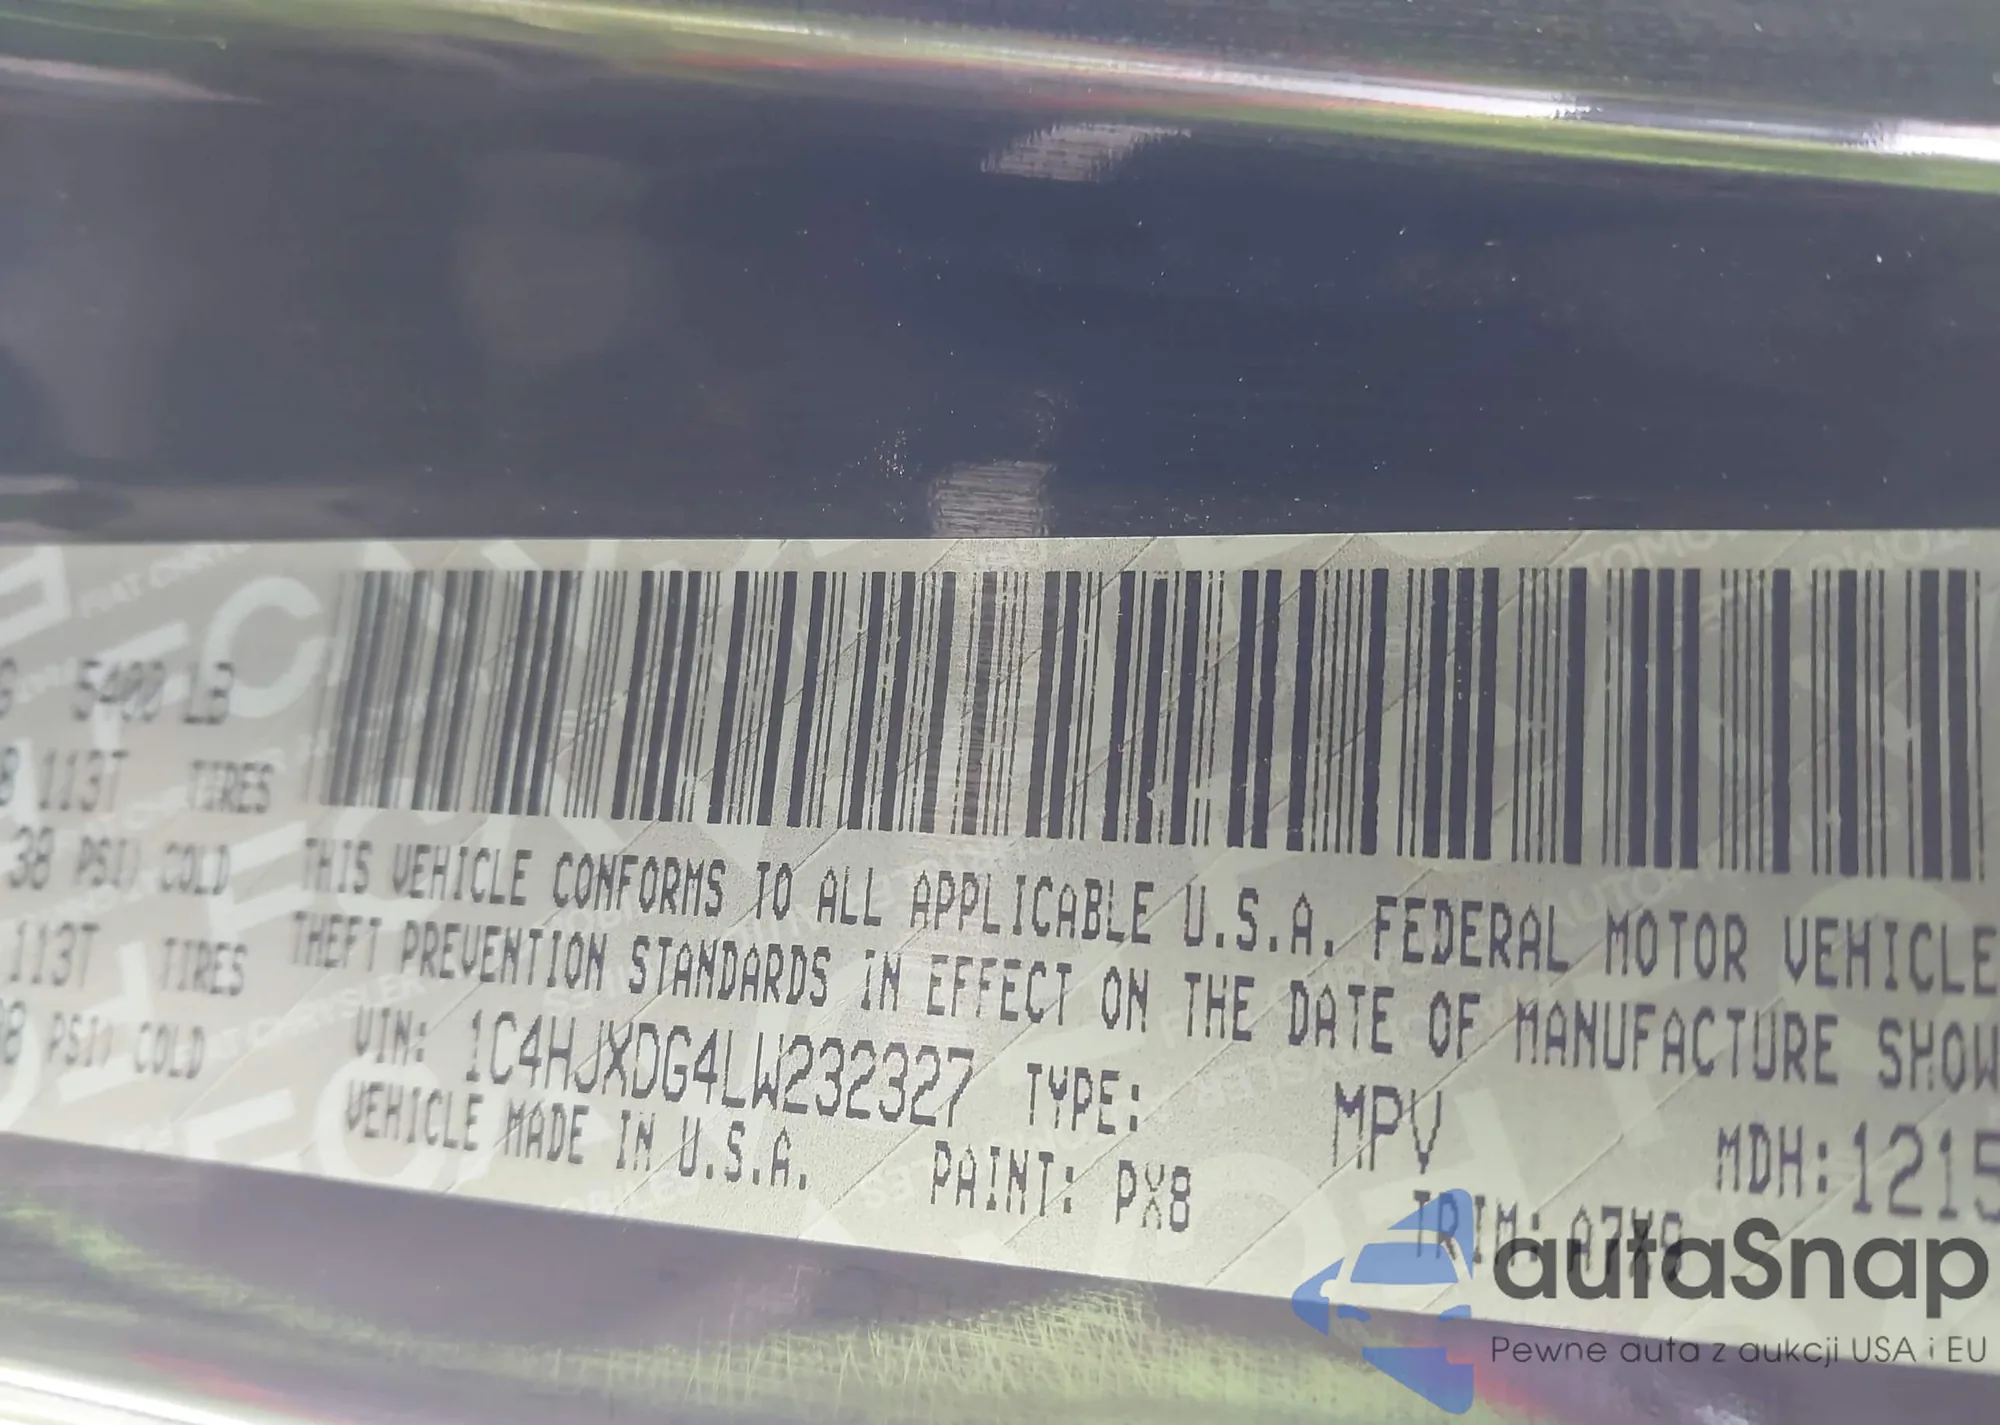 5400 LB
113T TIRES
38 PSI) COLD
113T TIRES
PSI) COLD
THIS VEHICLE CONFORMS TO ALL APPLICABLE U.S.A. FEDERAL MOTOR VEHICLE
THEFT PREVENTION STANDARDS IN EFFECT ON THE DATE OF MANUFACTURE SHOW
VIN: 1C4HJXDG4LW232327 TYPE: MPV MDH: 1215
VEHICLE MADE IN U.S.A. PAINT: PX8 TRIM: A7X9
autaSnap
Pewne auta z aukcji USA i EU